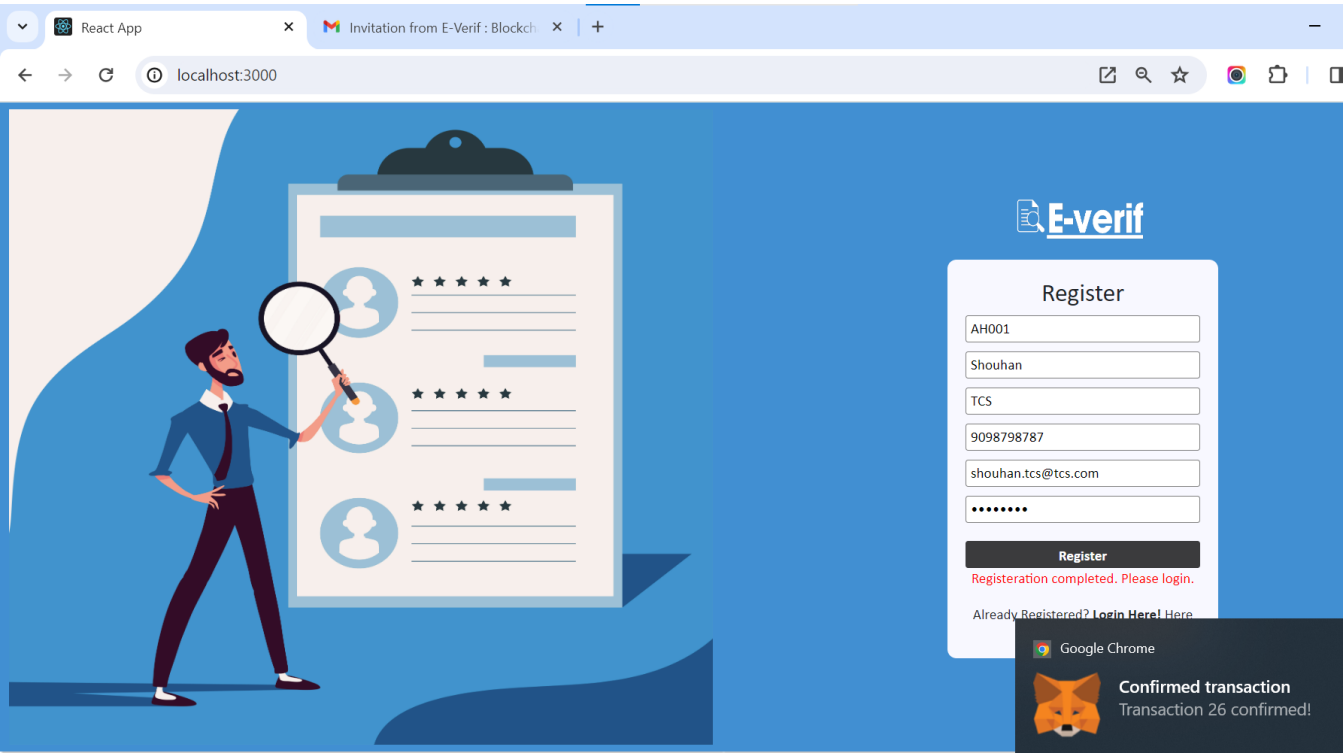 React App
Invitation from E-Verif : Blockch
localhost:3000
E-verif
Register
AH001
Shouhan
TCS
9098798787
shouhan.tcs@tcs.com
Register
Registeration completed. Please login.
Already Registered? Login Here! Here
Google Chrome
Confirmed transaction
Transaction 26 confirmed!